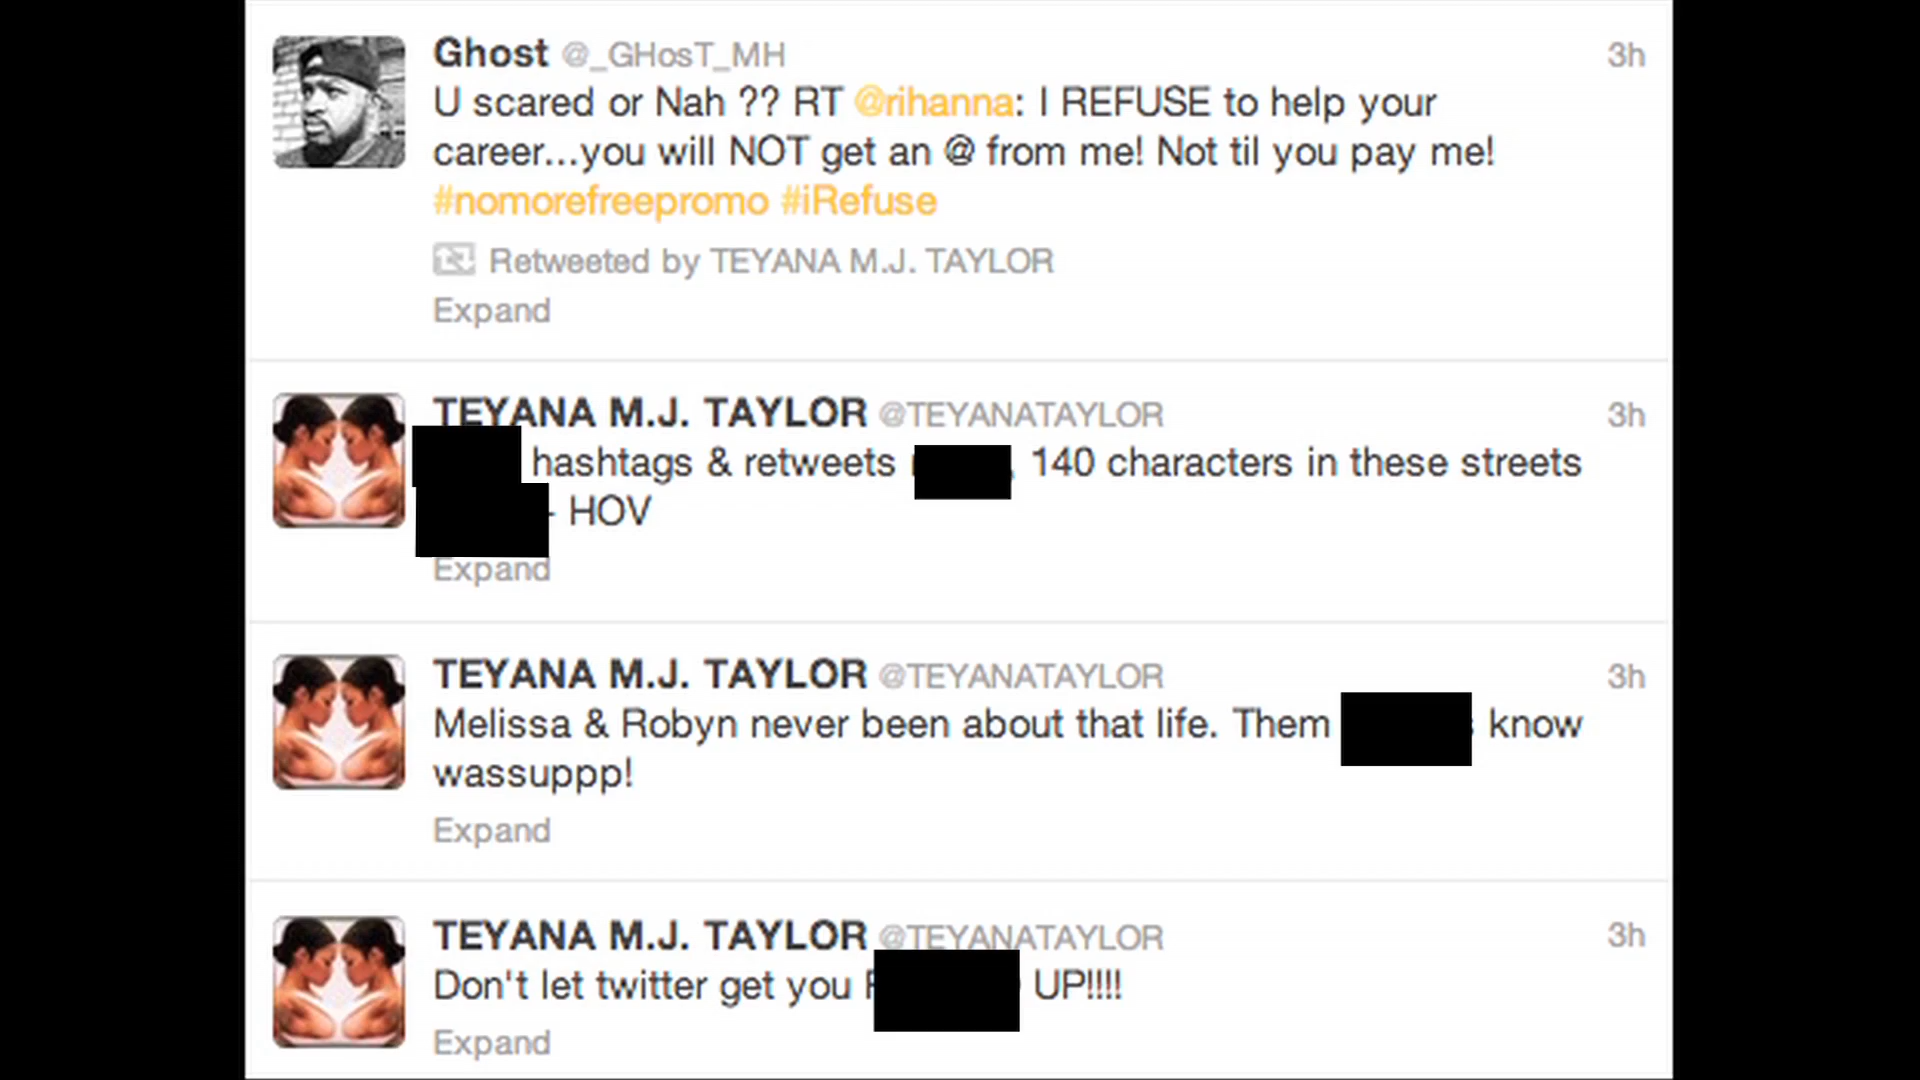 Ghost @_GHosT_MH 3h
U scared or Nah ?? RT @rihanna: I REFUSE to help your
career...you will NOT get an @ from me! Not til you pay me!
#nomorefreepromo #iRefuse
Retweeted by TEYANA M.J. TAYLOR
Expand
TEYANA M.J. TAYLOR @TEYANATAYLOR 3h
hashtags & retweets , 140 characters in these streets
- HOV
Expand
TEYANA M.J. TAYLOR @TEYANATAYLOR 3h
Melissa & Robyn never been about that life. Them know
wassuppp!
Expand
TEYANA M.J. TAYLOR @TEYANATAYLOR 3h
Don't let twitter get you UP!!!!
Expand